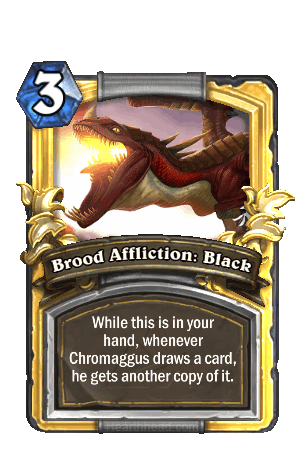 3
Brood Affliction: Black
While this is in your
hand, whenever
Chromaggus draws a card,
he gets another copy of it.